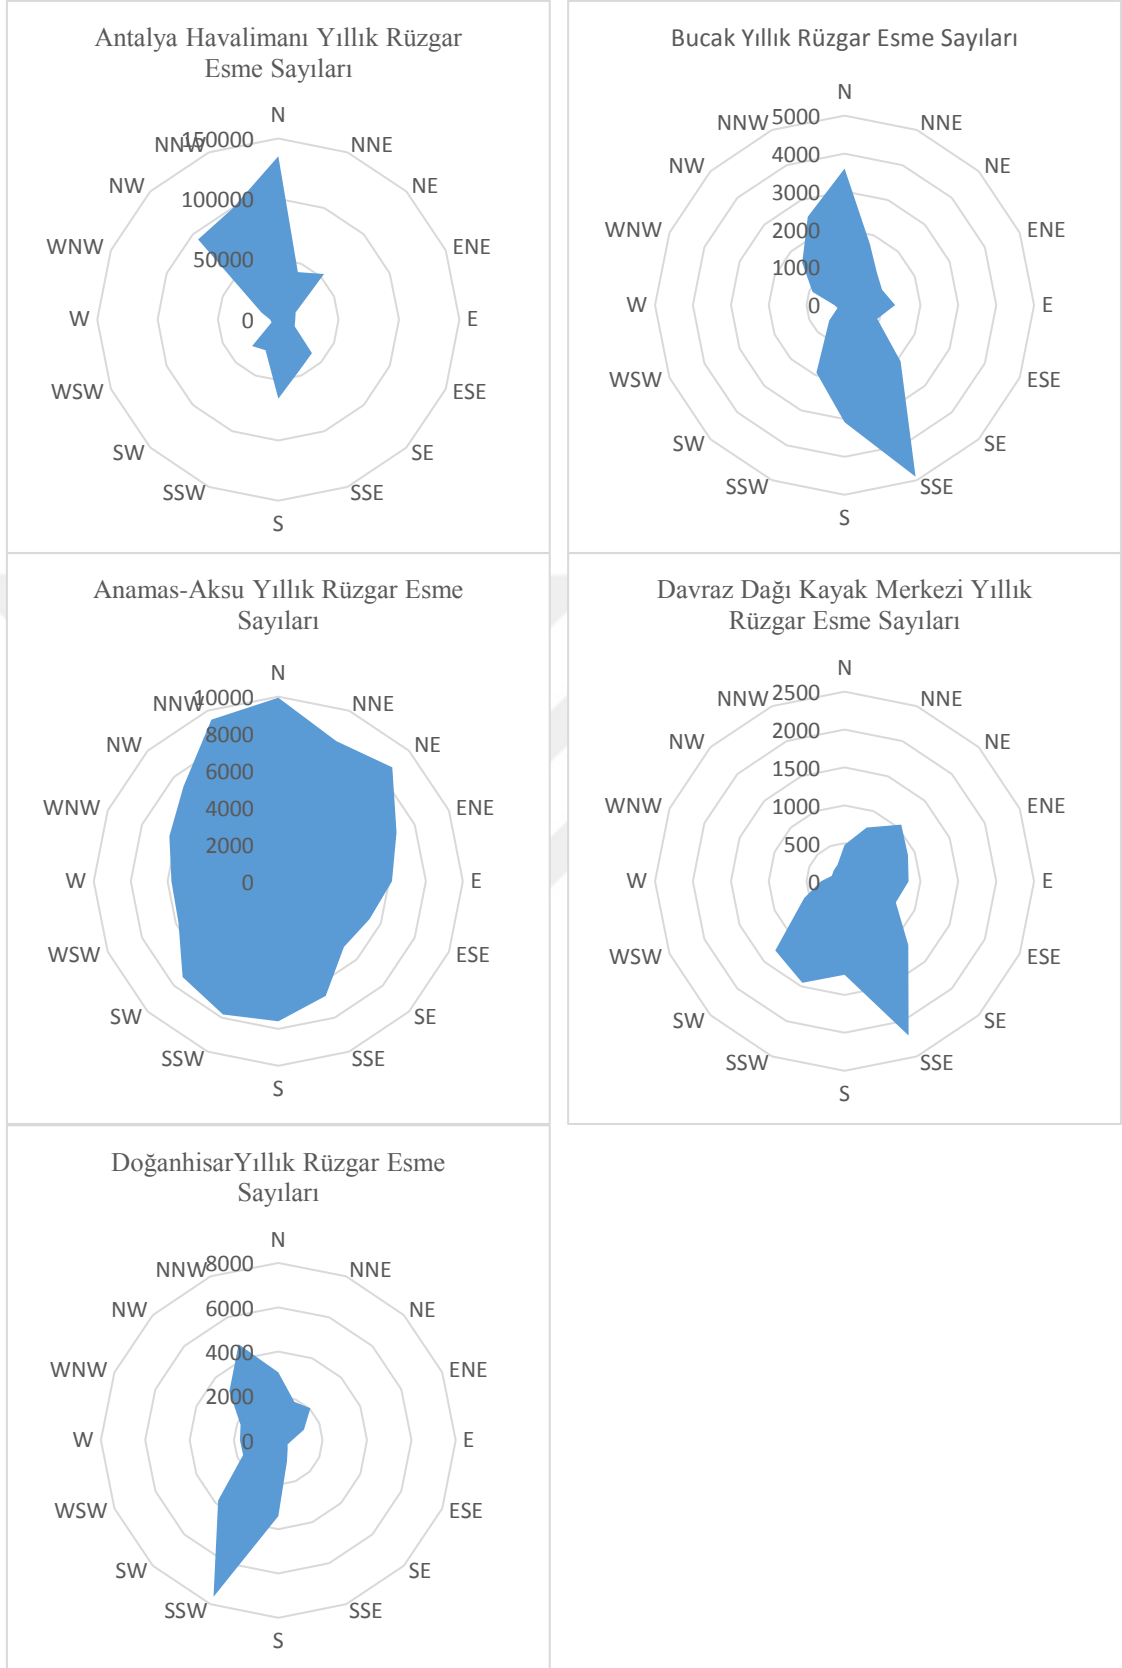 Antalya Havalimanı Yıllık Rüzgar
Esme Sayıları
N
NNE
NE
ENE
E
ESE
SE
SSE
S
SSW
SW
WSW
W
WNW
NW
NNW
150000
100000
50000
0
Bucak Yıllık Rüzgar Esme Sayıları
N
NNE
NE
ENE
E
ESE
SE
SSE
S
SSW
SW
WSW
W
WNW
NW
NNW
5000
4000
3000
2000
1000
0
Anamas-Aksu Yıllık Rüzgar Esme
Sayıları
N
NNE
NE
ENE
E
ESE
SE
SSE
S
SSW
SW
WSW
W
WNW
NW
NNW
10000
8000
6000
4000
2000
0
Davraz Dağı Kayak Merkezi Yıllık
Rüzgar Esme Sayıları
N
NNE
NE
ENE
E
ESE
SE
SSE
S
SSW
SW
WSW
W
WNW
NW
NNW
2500
2000
1500
1000
500
0
DoğanhisarYıllık Rüzgar Esme
Sayıları
N
NNE
NE
ENE
E
ESE
SE
SSE
S
SSW
SW
WSW
W
WNW
NW
NNW
8000
6000
4000
2000
0